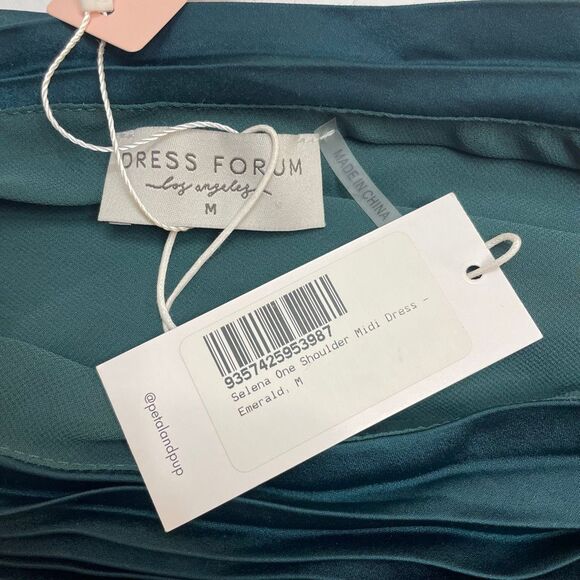 DRESS FORUM
los angeles
M
MADE IN CHINA
9357425953987
Selena One Shoulder Midi Dress –
Emerald, M
@petalandpup